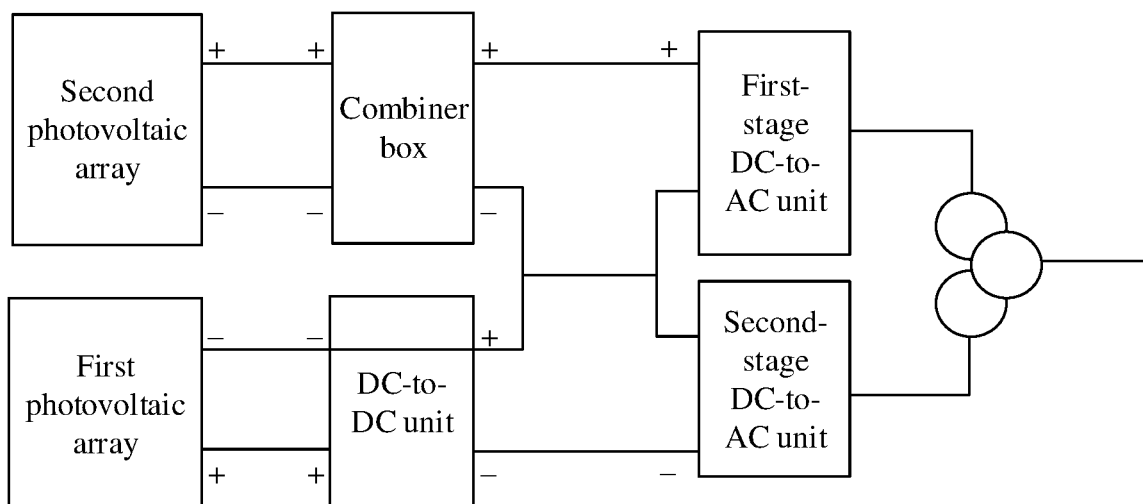 Second
photovoltaic
array
+
+
−
−
Combiner
box
+
−
+
First-
stage
DC-to-
AC unit
First
photovoltaic
array
−
−
+
+
DC-to-
DC unit
+
−
−
Second-
stage
DC-to-
AC unit